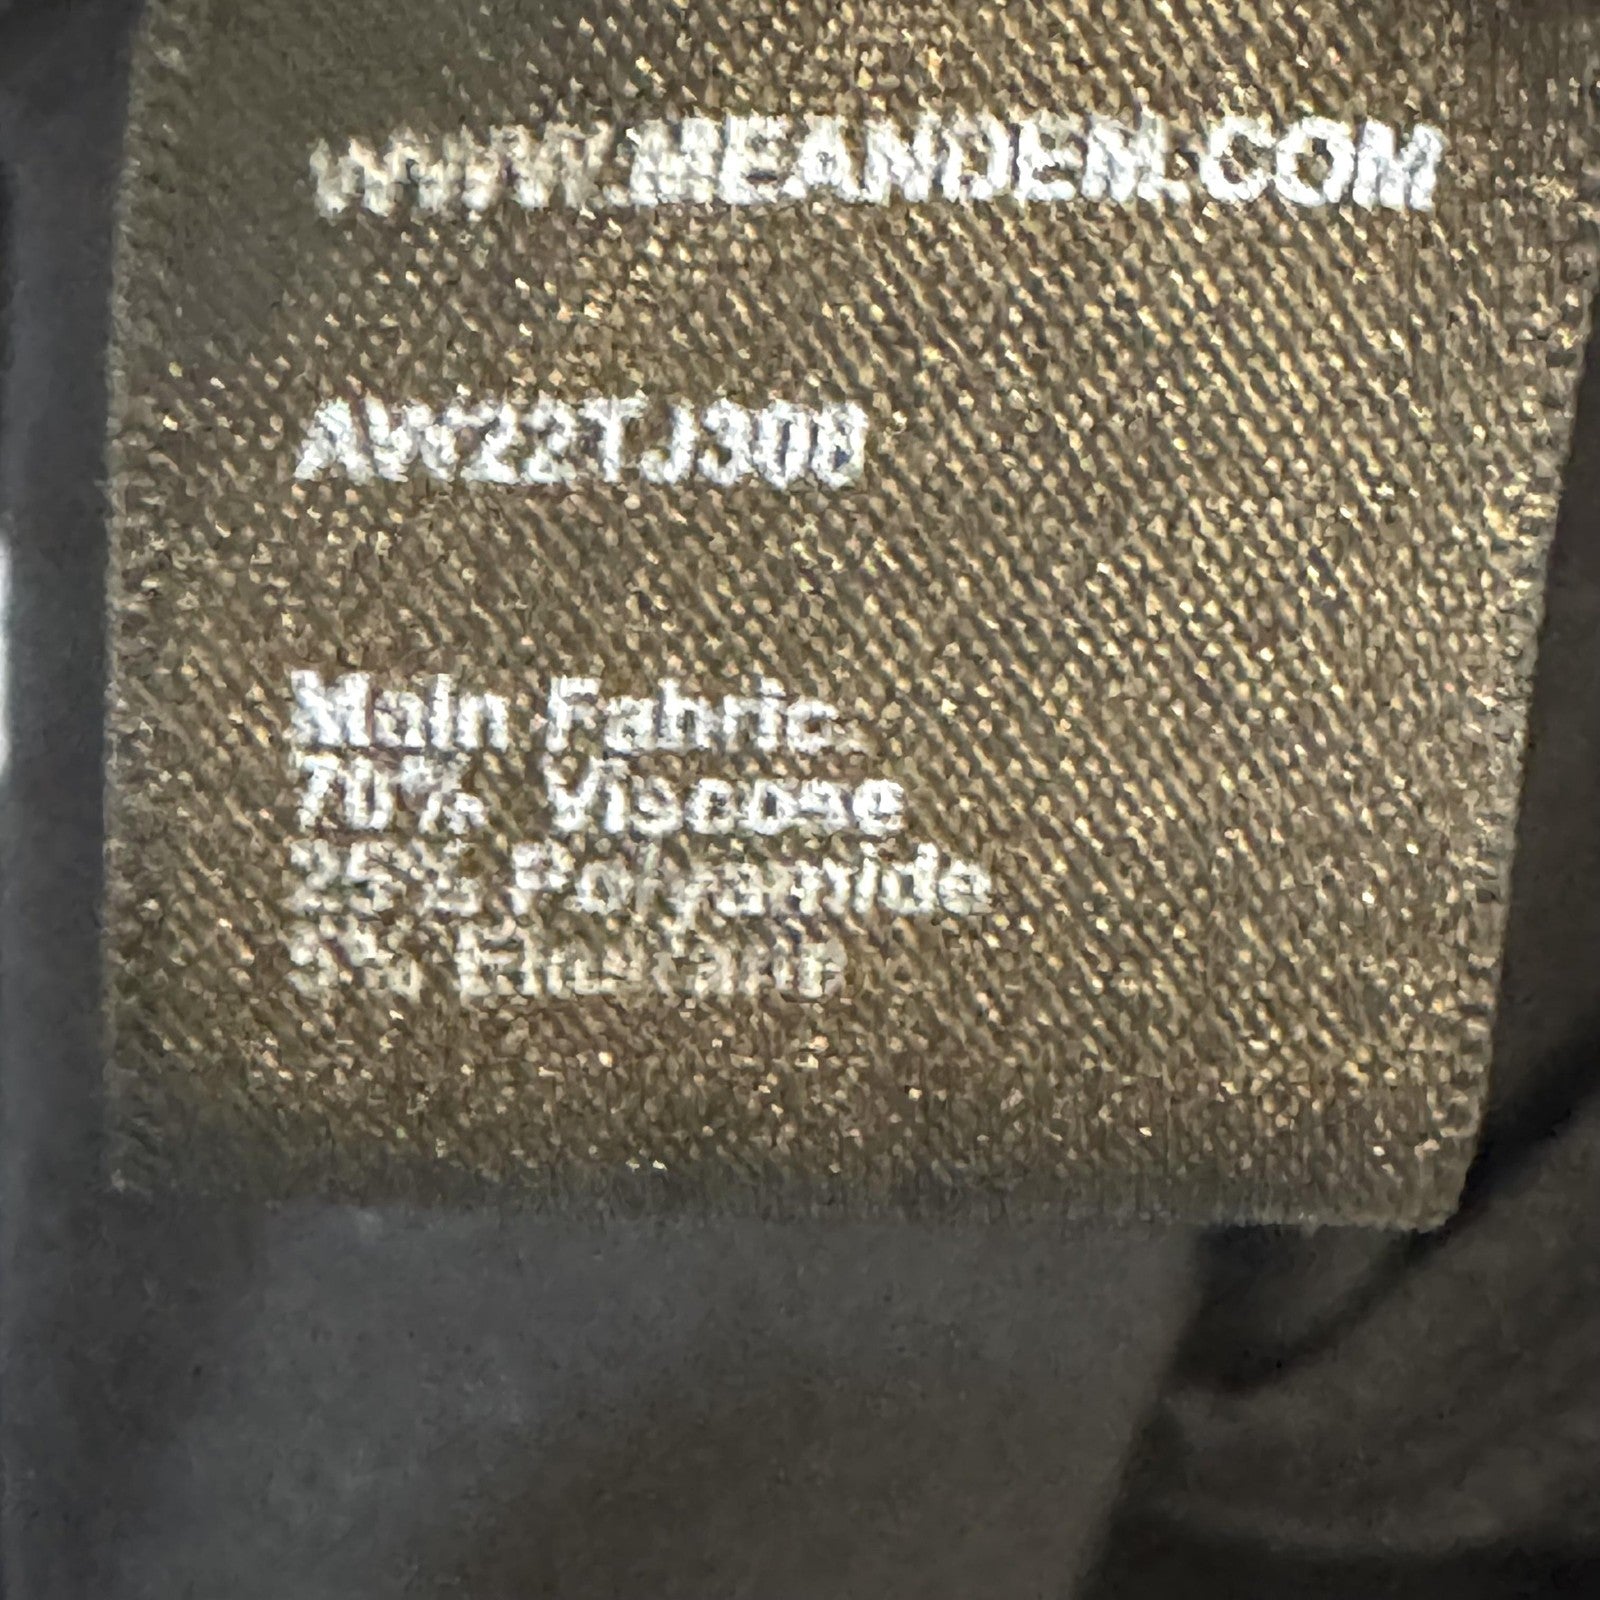 WWW.MEANDEM.COM
AW22TJ308
Main Fabric:
70% Viscose
25% Polyamide
5% Elastane